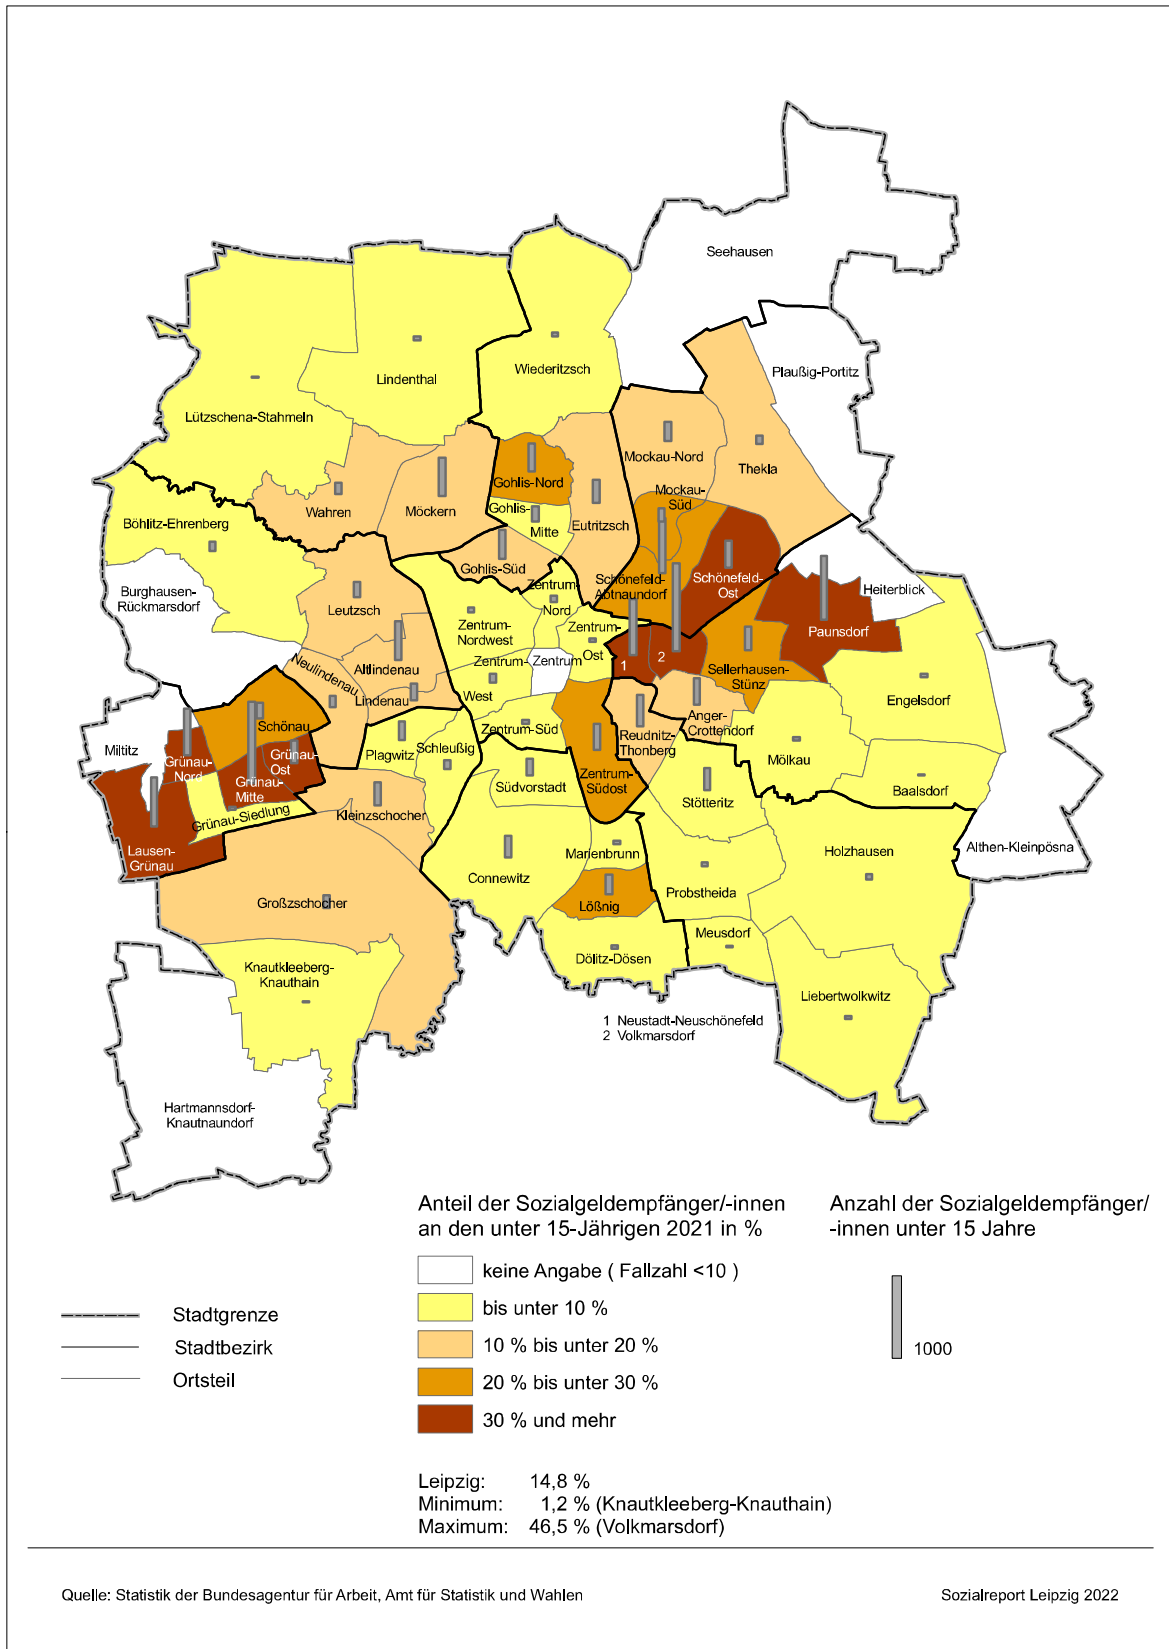 Seehausen
Plaußig-Portitz
Wiederitzsch
Lindenthal
Lützschena-Stahmeln
Mockau-Nord
Thekla
Gohlis-Nord
Mockau-
Süd
Wahren
Möckern
Gohlis-
Mitte
Eutritzsch
Böhlitz-Ehrenberg
Gohlis-Süd
Schönefeld-
Abtnaundorf
Schönefeld-
Ost
Heiterblick
Burghausen-
Rückmarsdorf
Leutzsch
Zentrum-
Nord
Zentrum-
Nordwest
Zentrum-
Ost
Paunsdorf
Neulindenau
Altlindenau
Zentrum-
West
Zentrum
1
2
Sellerhausen-
Stünz
Lindenau
Engelsdorf
Schönau
Miltitz
Plagwitz
Schleußig
Zentrum-Süd
Reudnitz-
Thonberg
Anger-
Crottendorf
Grünau-
Nord
Grünau-
Ost
Grünau-
Mitte
Mölkau
Zentrum-
Südost
Südvorstadt
Stötteritz
Baalsdorf
Grünau-Siedlung
Kleinzschocher
Lausen-
Grünau
Marienbrunn
Holzhausen
Althen-Kleinpösna
Connewitz
Probstheida
Großzschocher
Lößnig
Meusdorf
Knautkleeberg-
Knauthain
Dölitz-Dösen
Liebertwolkwitz
1 Neustadt-Neuschönefeld
2 Volkmarsdorf
Hartmannsdorf-
Knautnaundorf
Anteil der Sozialgeldempfänger/-innen
an den unter 15-Jährigen 2021 in %
Anzahl der Sozialgeldempfänger/
-innen unter 15 Jahre
keine Angabe ( Fallzahl <10 )
bis unter 10 %
10 % bis unter 20 %
20 % bis unter 30 %
30 % und mehr
1000
Stadtgrenze
Stadtbezirk
Ortsteil
Leipzig: 14,8 %
Minimum: 1,2 % (Knautkleeberg-Knauthain)
Maximum: 46,5 % (Volkmarsdorf)
Quelle: Statistik der Bundesagentur für Arbeit, Amt für Statistik und Wahlen
Sozialreport Leipzig 2022